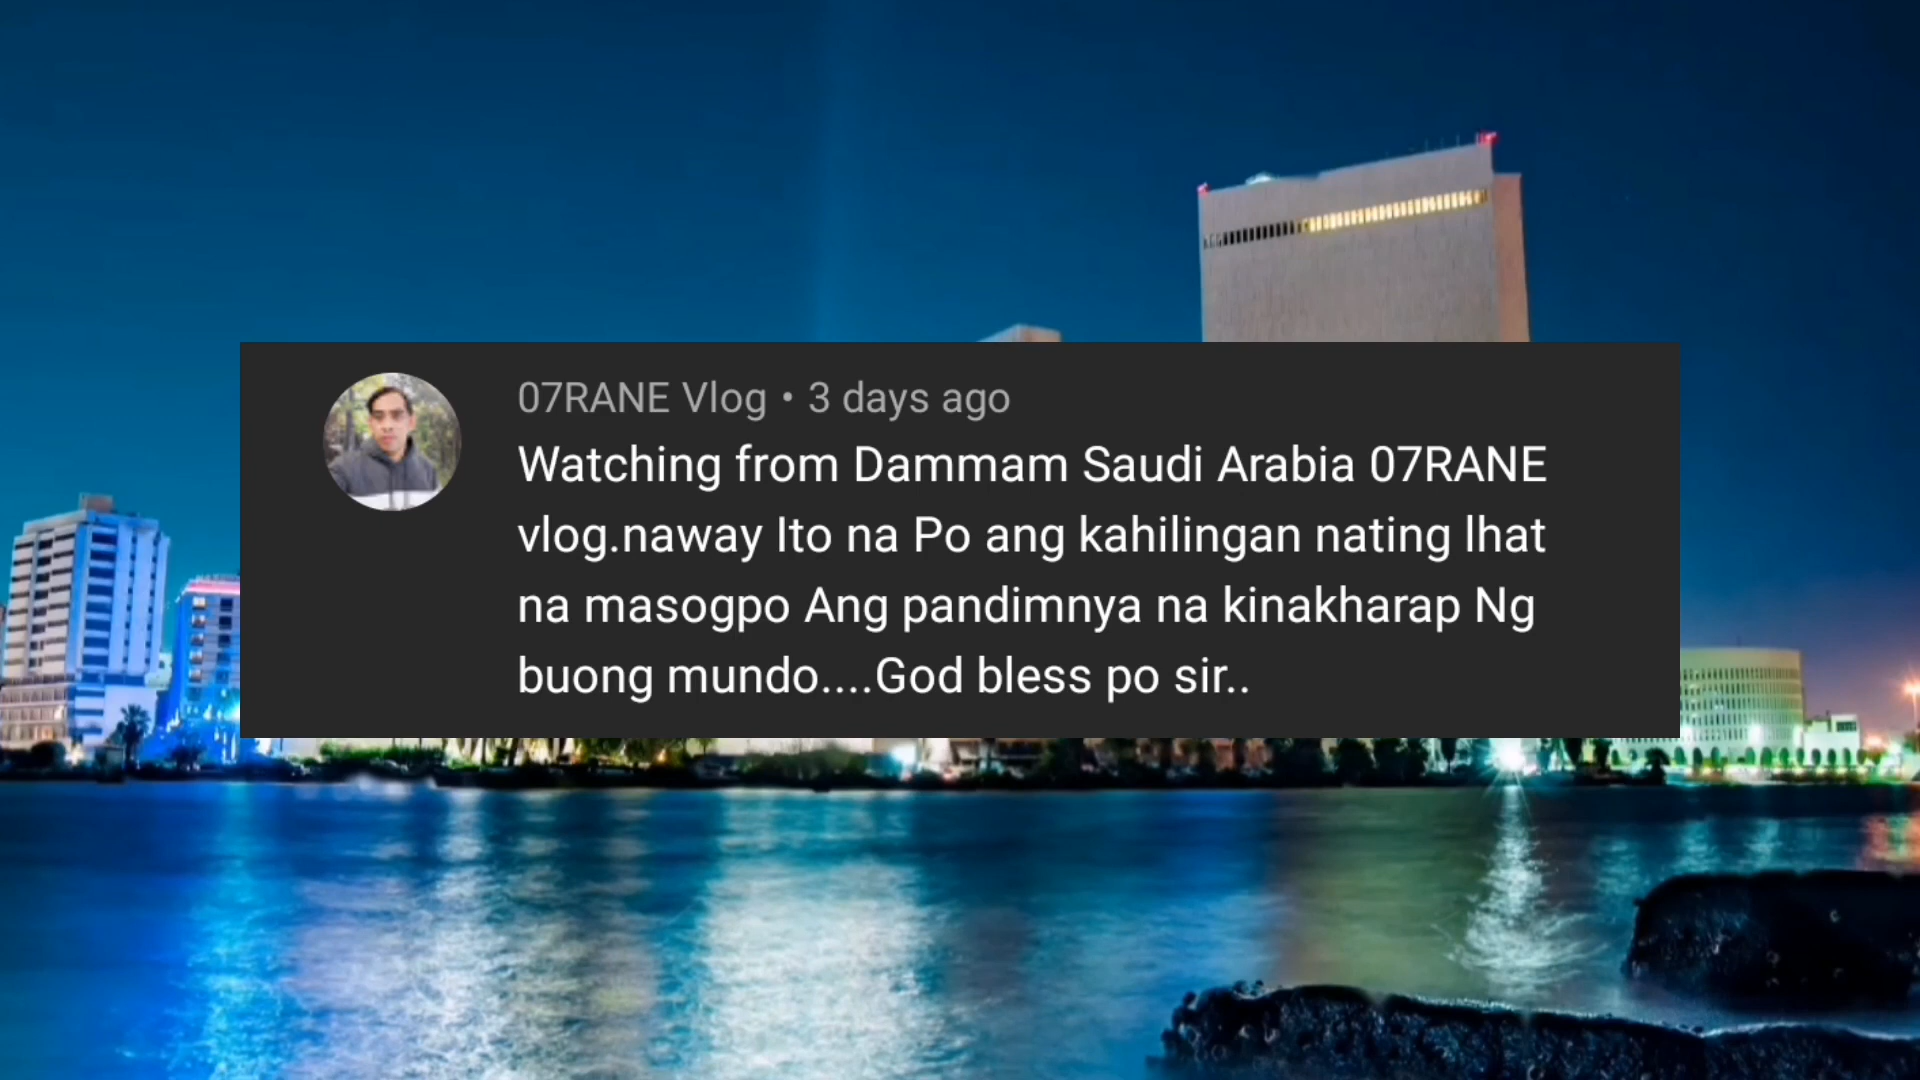 07RANE Vlog • 3 days ago
Watching from Dammam Saudi Arabia 07RANE
vlog.naway Ito na Po ang kahilingan nating lhat
na masogpo Ang pandimnya na kinakharap Ng
buong mundo....God bless po sir..